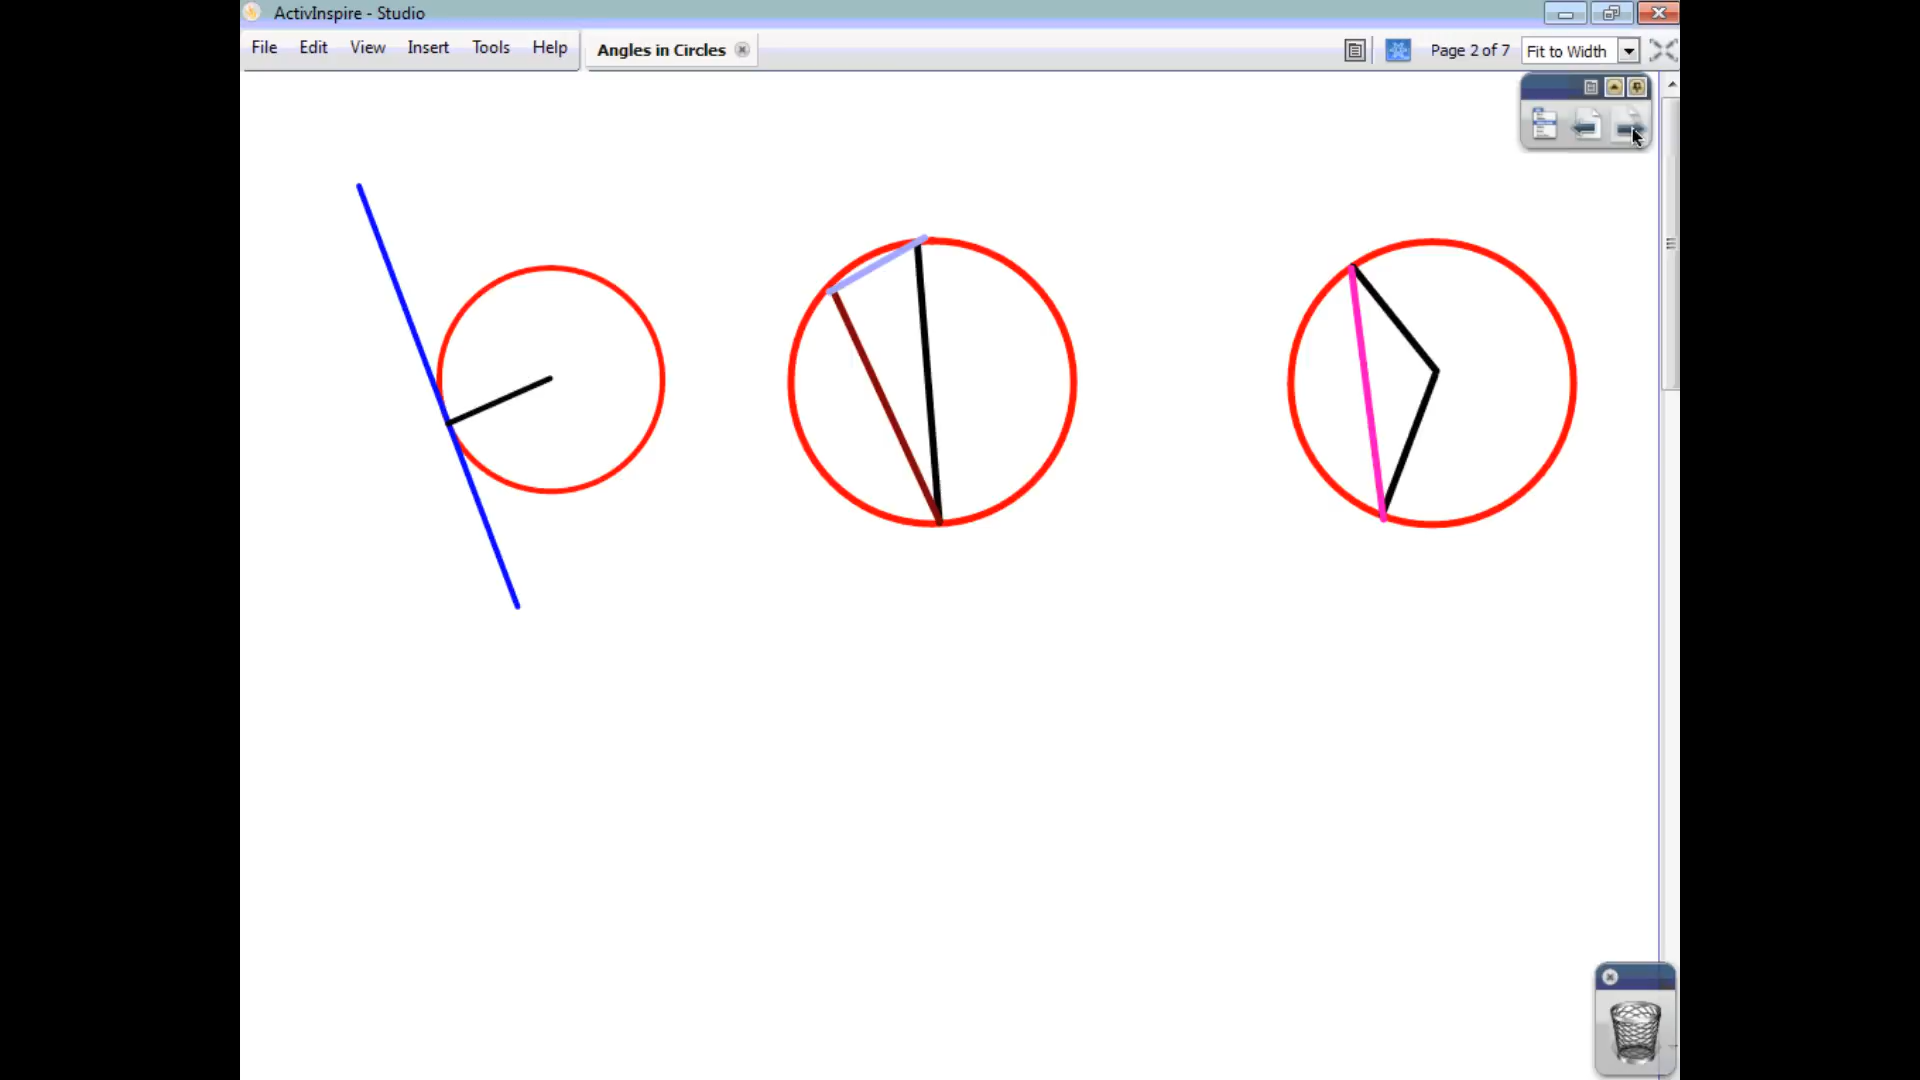 ActivInspire - Studio
File Edit View Insert Tools Help Angles in Circles Page 2 of 7 Fit to Width